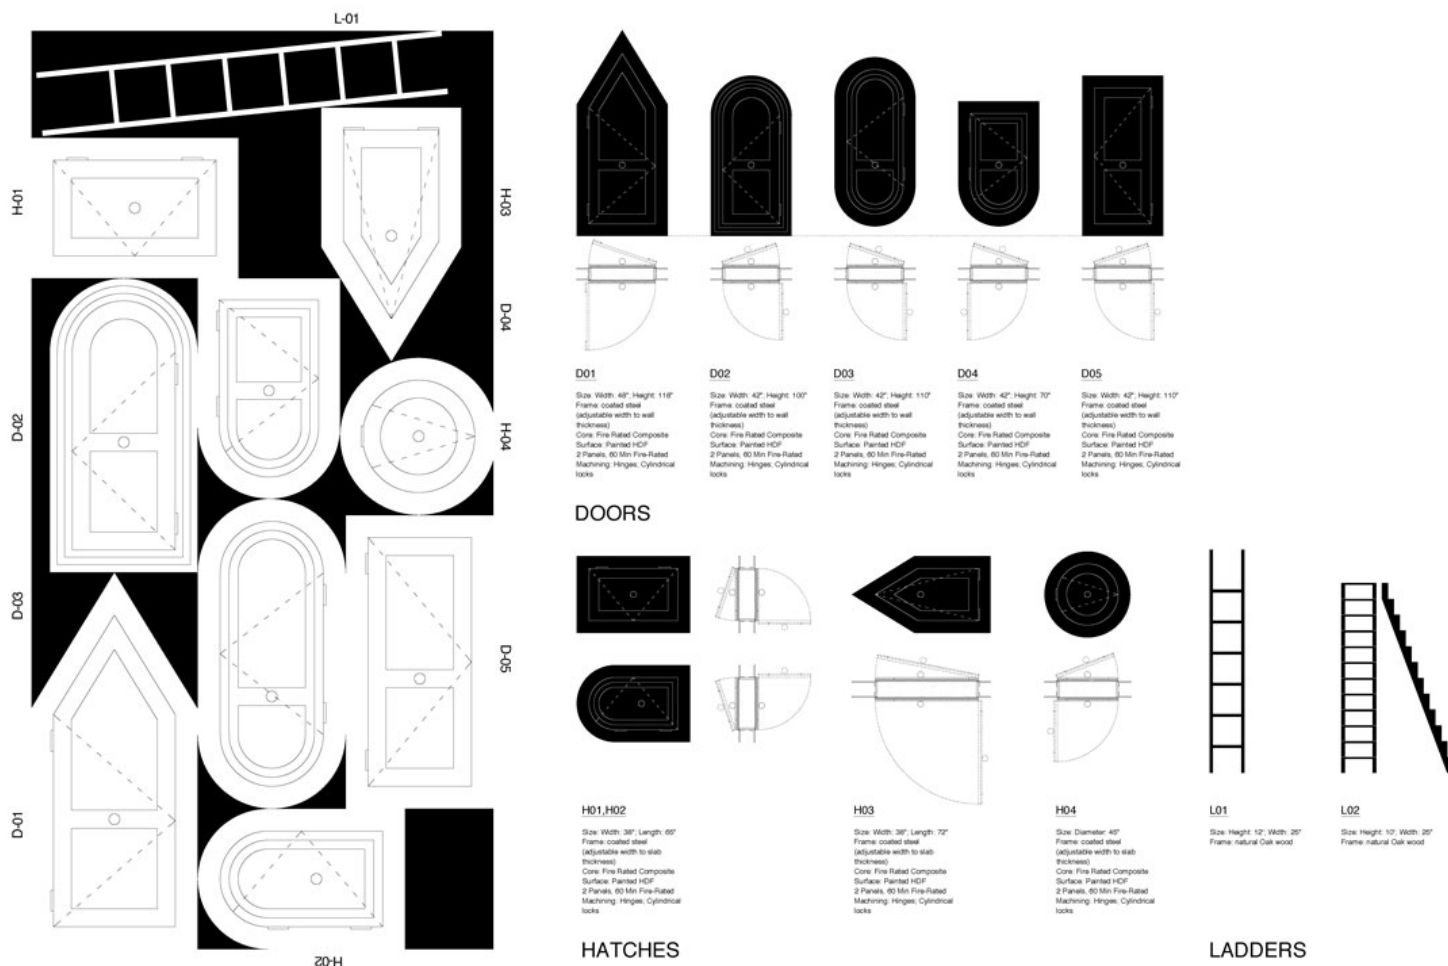 L-01
H-01
H-03
D-04
D-02
H-04
D-03
D-05
D-01
H-02
D01
Size: Width: 48"; Height: 116"
Frame: coated steel
(adjustable width to wall
thickness)
Core: Fire Rated Composite
Surface: Painted HDF
2 Panels, 60 Min Fire-Rated
Machining: Hinges; Cylindrical
locks
D02
Size: Width: 42"; Height: 100"
Frame: coated steel
(adjustable width to wall
thickness)
Core: Fire Rated Composite
Surface: Painted HDF
2 Panels, 60 Min Fire-Rated
Machining: Hinges; Cylindrical
locks
D03
Size: Width: 42"; Height: 110"
Frame: coated steel
(adjustable width to wall
thickness)
Core: Fire Rated Composite
Surface: Painted HDF
2 Panels, 60 Min Fire-Rated
Machining: Hinges; Cylindrical
locks
D04
Size: Width: 42"; Height: 70"
Frame: coated steel
(adjustable width to wall
thickness)
Core: Fire Rated Composite
Surface: Painted HDF
2 Panels, 60 Min Fire-Rated
Machining: Hinges; Cylindrical
locks
D05
Size: Width: 42"; Height: 110"
Frame: coated steel
(adjustable width to wall
thickness)
Core: Fire Rated Composite
Surface: Painted HDF
2 Panels, 60 Min Fire-Rated
Machining: Hinges; Cylindrical
locks
DOORS
H01,H02
Size: Width: 38"; Length: 65"
Frame: coated steel
(adjustable width to slab
thickness)
Core: Fire Rated Composite
Surface: Painted HDF
2 Panels, 60 Min Fire-Rated
Machining: Hinges; Cylindrical
locks
H03
Size: Width: 38"; Length: 72"
Frame: coated steel
(adjustable width to slab
thickness)
Core: Fire Rated Composite
Surface: Painted HDF
2 Panels, 60 Min Fire-Rated
Machining: Hinges; Cylindrical
locks
H04
Size: Diameter: 45"
Frame: coated steel
(adjustable width to slab
thickness)
Core: Fire Rated Composite
Surface: Painted HDF
2 Panels, 60 Min Fire-Rated
Machining: Hinges; Cylindrical
locks
HATCHES
L01
Size: Height: 12'; Width: 25"
Frame: natural Oak wood
L02
Size: Height: 10'; Width: 25"
Frame: natural Oak wood
LADDERS